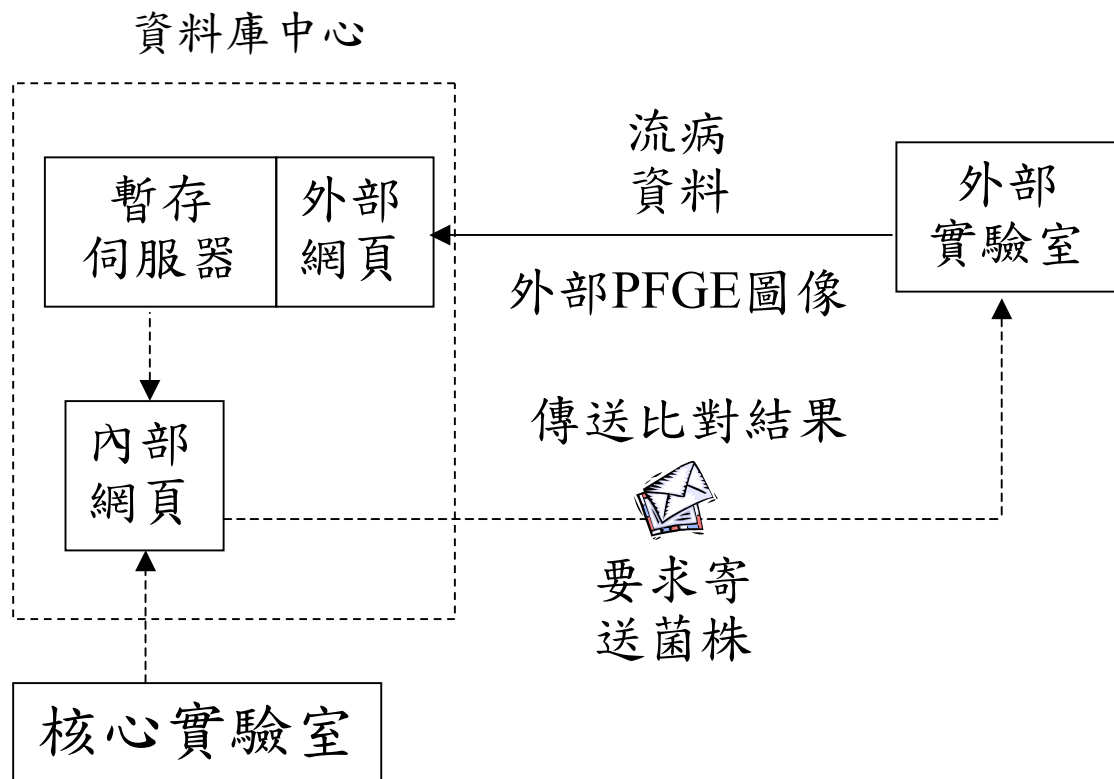 資料庫中心
暫存
伺服器
外部
網頁
流病
資料
外部PFGE圖像
外部
實驗室
內部
網頁
傳送比對結果
要求寄
送菌株
核心實驗室